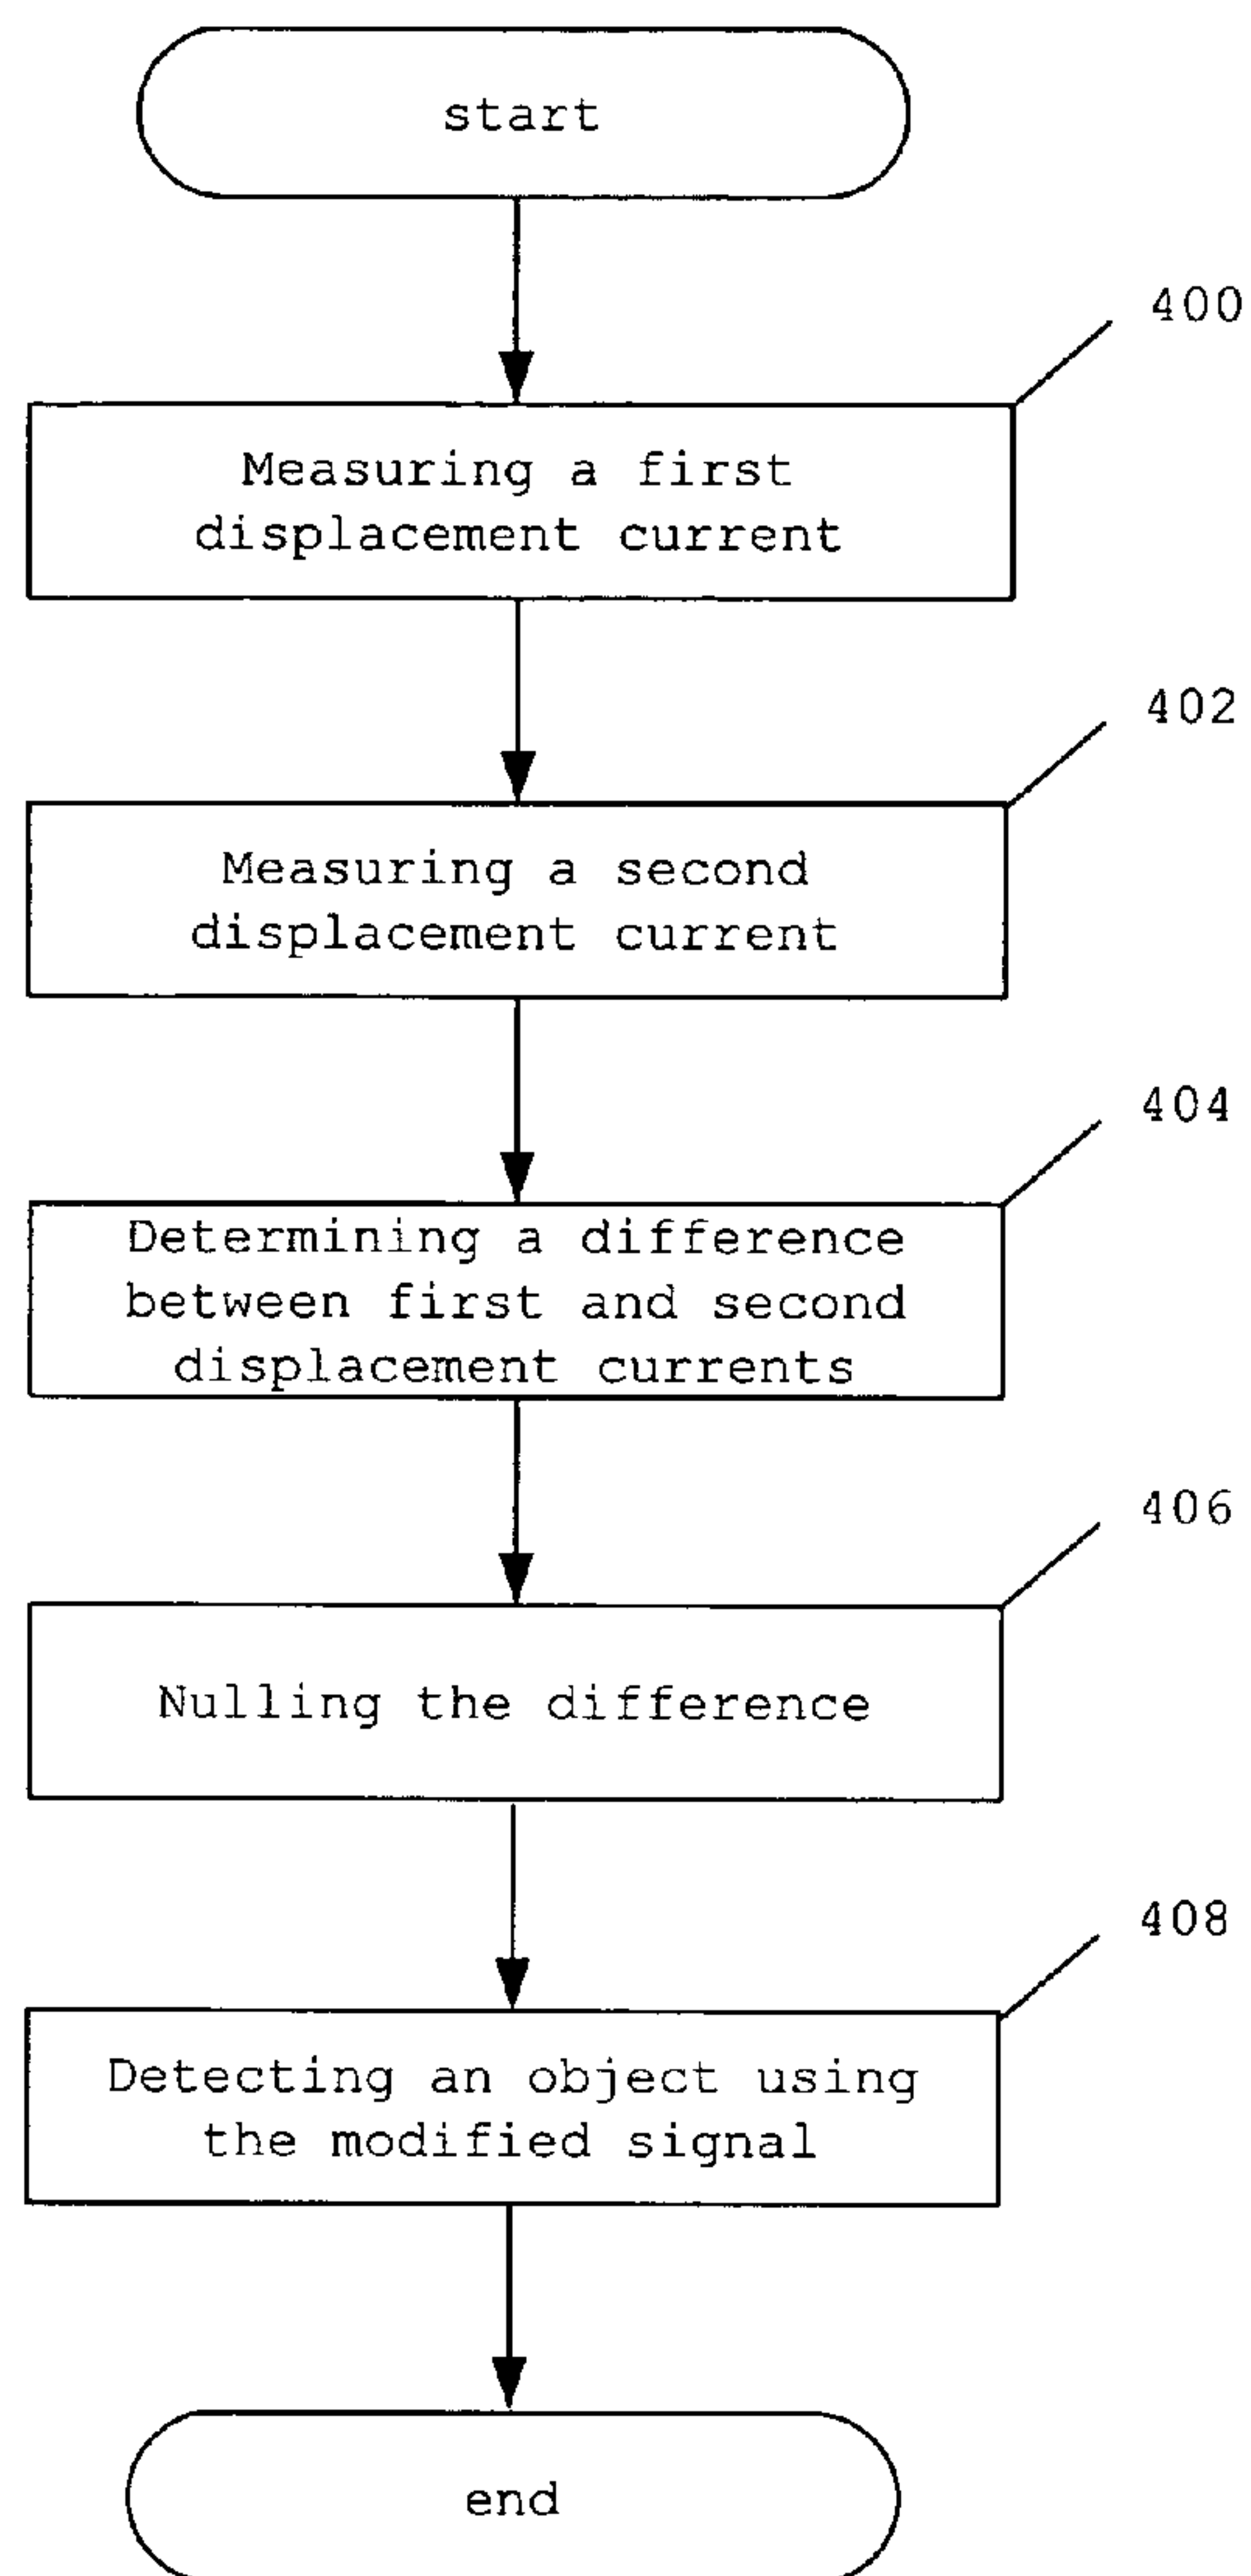 start
400
Measuring a first
displacement current
402
Measuring a second
displacement current
404
Determining a difference
between first and second
displacement currents
406
Nulling the difference
408
Detecting an object using
the modified signal
end